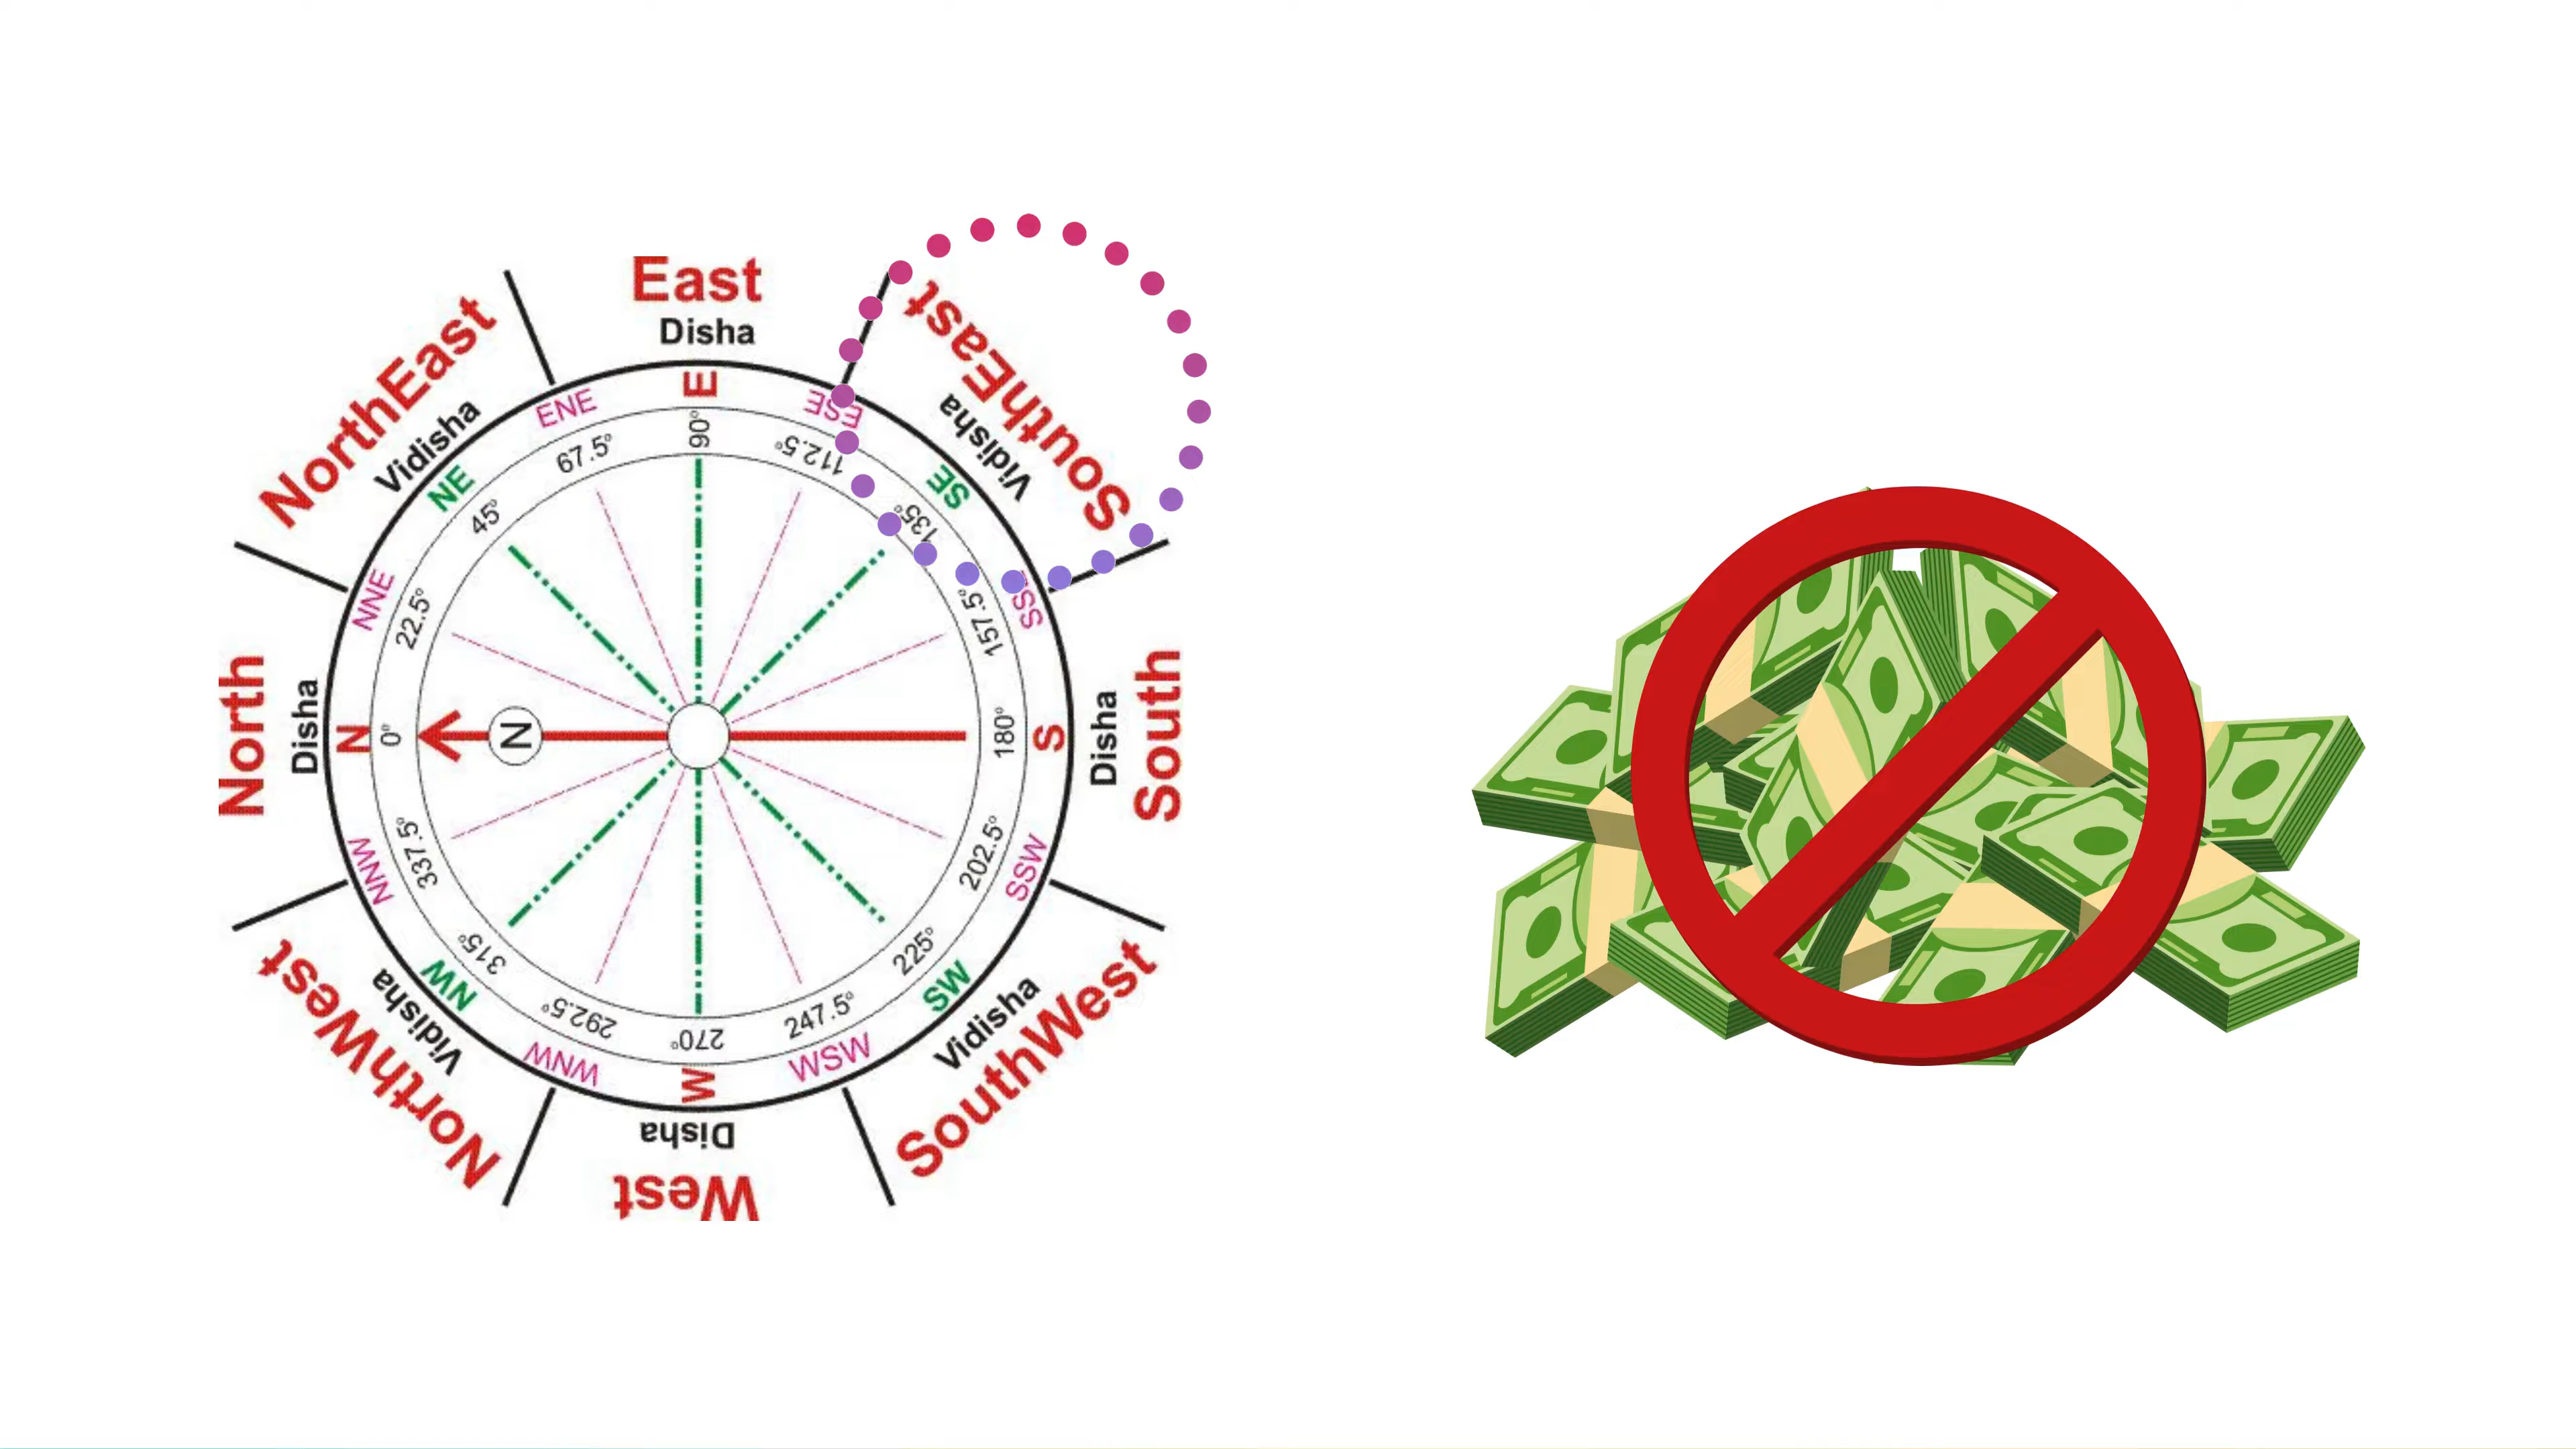 East
Disha
NorthEast
Vidisha
SouthEast
Vidisha
E
ENE
ESE
90°
67.5°
112.5°
NE
SE
45°
135°
NNE
SS
22.5°
157.5°
North
Disha
N
0°
N
180°
S
Disha
South
337.5°
202.5°
NNW
SSW
315°
225°
NW
SW
292.5°
247.5°
270°
WNW
WSW
W
Vidisha
NorthWest
Vidisha
SouthWest
Disha
West